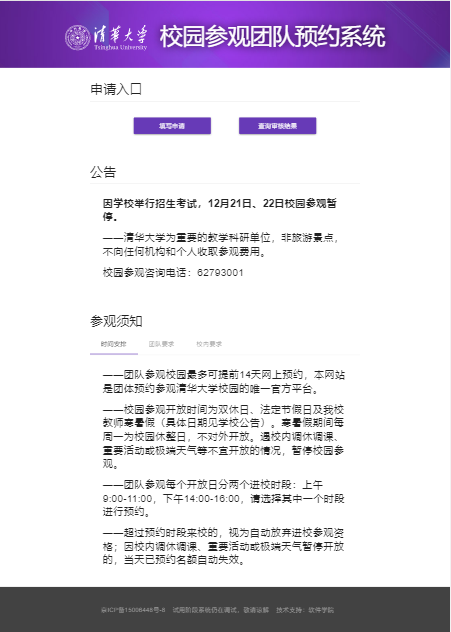 清华大学
Tsinghua University
校园参观团队预约系统
申请入口
填写申请
查询审核结果
公告
因学校举行招生考试，12月21日、22日校园参观暂
停。
——清华大学为重要的教学科研单位，非旅游景点，
不向任何机构和个人收取参观费用。
校园参观咨询电话：62793001
参观须知
时间安排
团队要求
校内要求
——团队参观校园最多可提前14天网上预约，本网站
是团体预约参观清华大学校园的唯一官方平台。
——校园参观开放时间为双休日、法定节假日及我校
教师寒暑假（具体日期见学校公告）。寒暑假期间每
周一为校园休整日，不对外开放。遇校内调休调课、
重要活动或极端天气等不宜开放的情况，暂停校园参
观。
——团队参观每个开放日分两个进校时段：上午
9:00-11:00，下午14:00-16:00，请选择其中一个时段
进行预约。
——超过预约时段来校的，视为自动放弃进校参观资
格；因校内调休调课、重要活动或极端天气暂停开放
的，当天已预约名额自动失效。
京ICP备15006448号-6 试用阶段系统仍在调试，敬请谅解 技术支持：软件学院